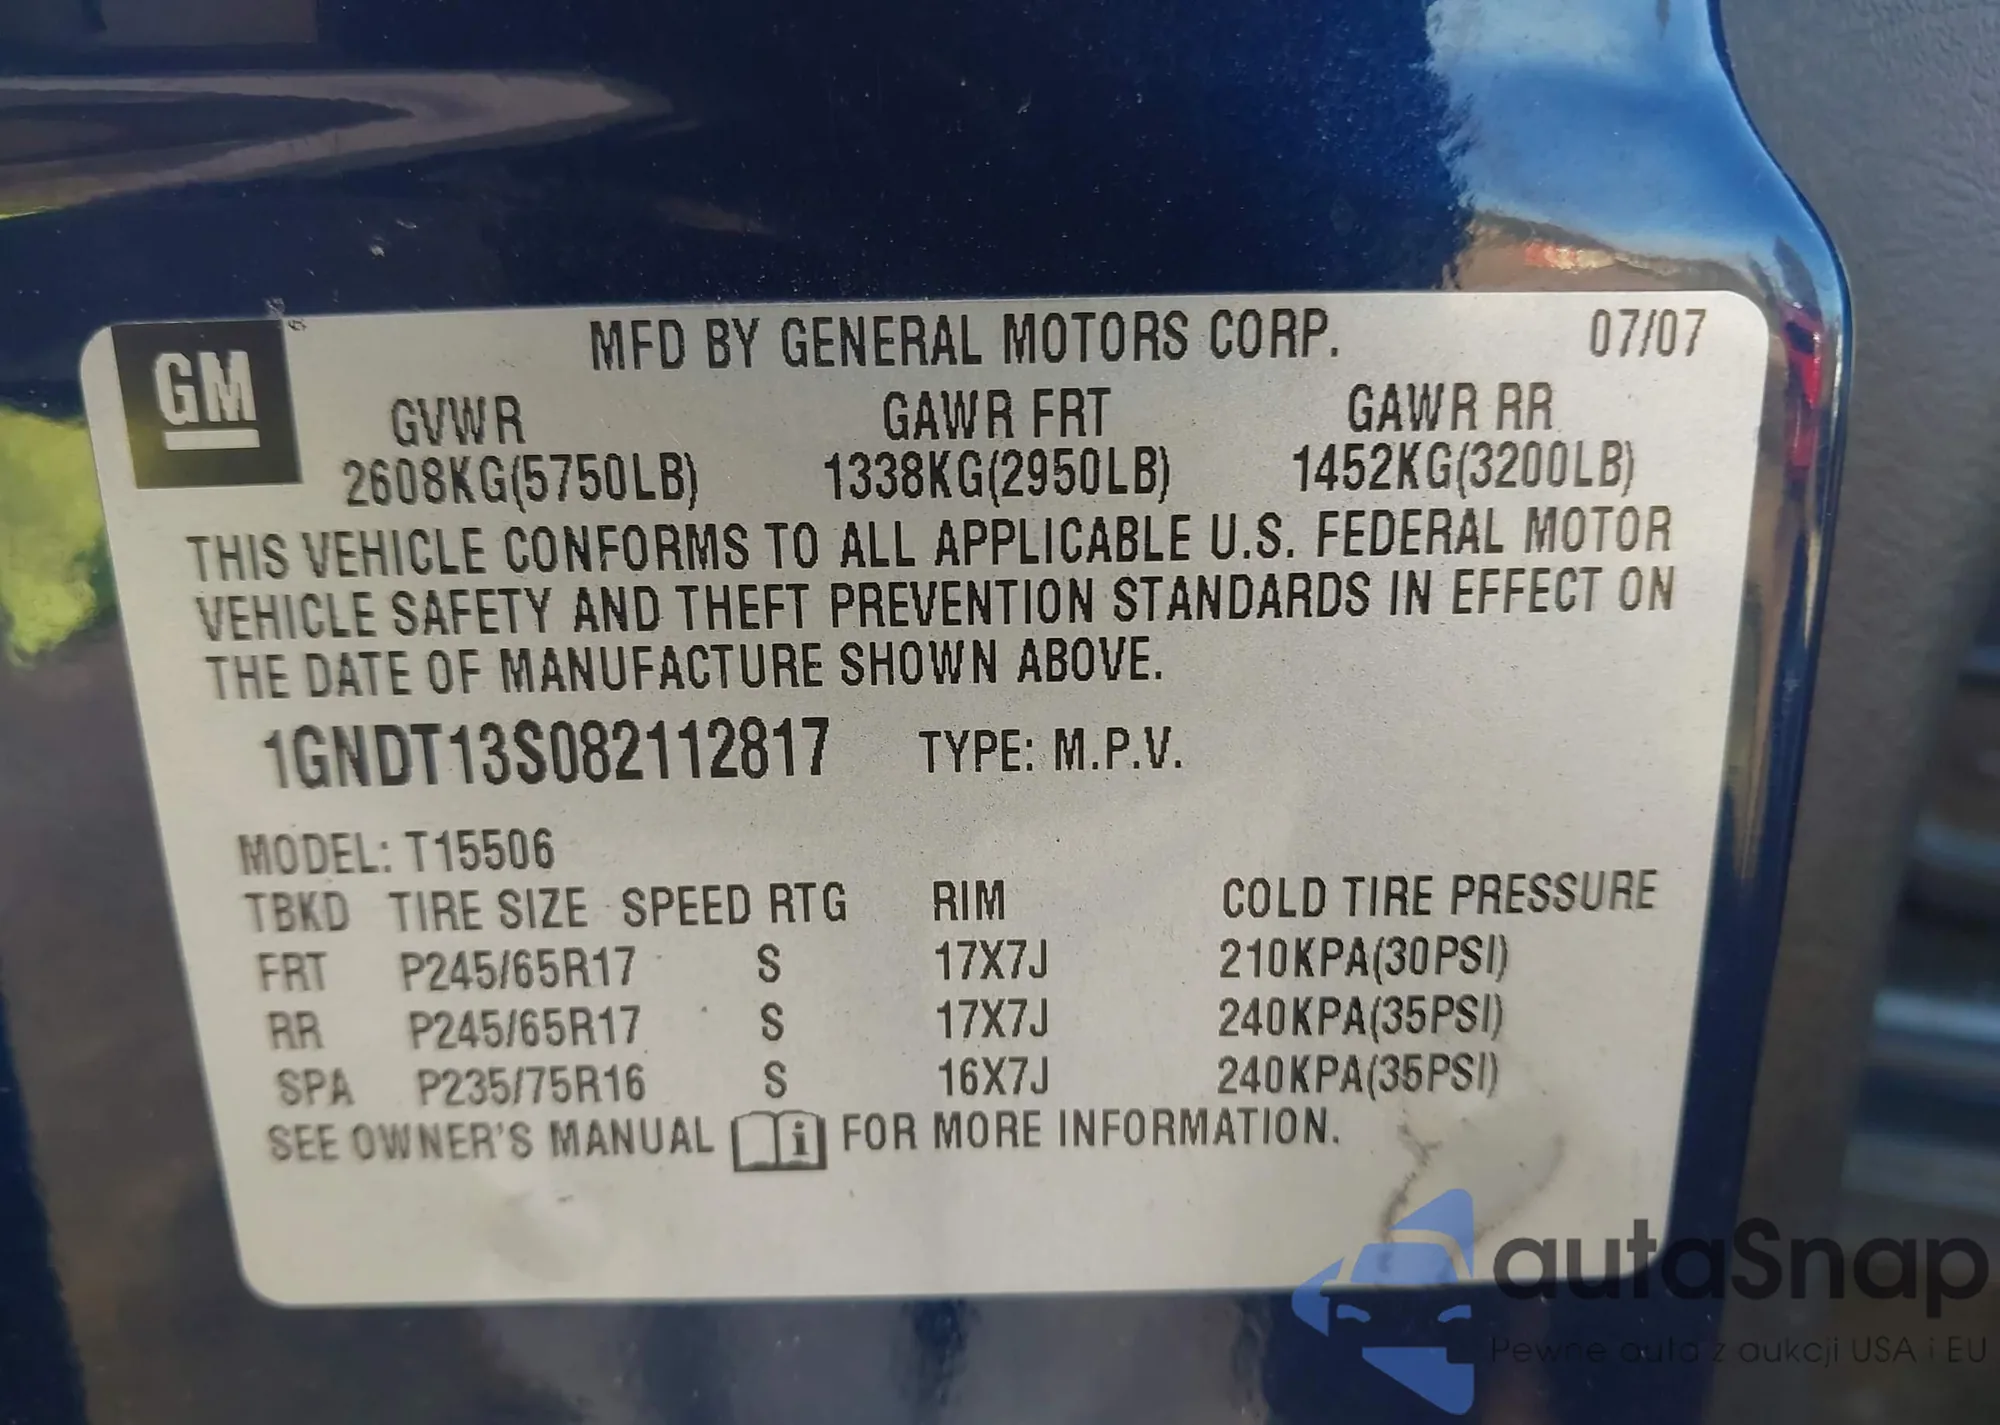 GM
MFD BY GENERAL MOTORS CORP. 07/07
GVWR GAWR FRT GAWR RR
2608KG(5750LB) 1338KG(2950LB) 1452KG(3200LB)
THIS VEHICLE CONFORMS TO ALL APPLICABLE U.S. FEDERAL MOTOR
VEHICLE SAFETY AND THEFT PREVENTION STANDARDS IN EFFECT ON
THE DATE OF MANUFACTURE SHOWN ABOVE.
1GNDT13S082112817 TYPE: M.P.V.
MODEL: T15506
TBKD TIRE SIZE SPEED RTG RIM COLD TIRE PRESSURE
FRT P245/65R17 S 17X7J 210KPA(30PSI)
RR P245/65R17 S 17X7J 240KPA(35PSI)
SPA P235/75R16 S 16X7J 240KPA(35PSI)
SEE OWNER'S MANUAL i FOR MORE INFORMATION.
autaSnap
Pewne auta z aukcji USA i EU